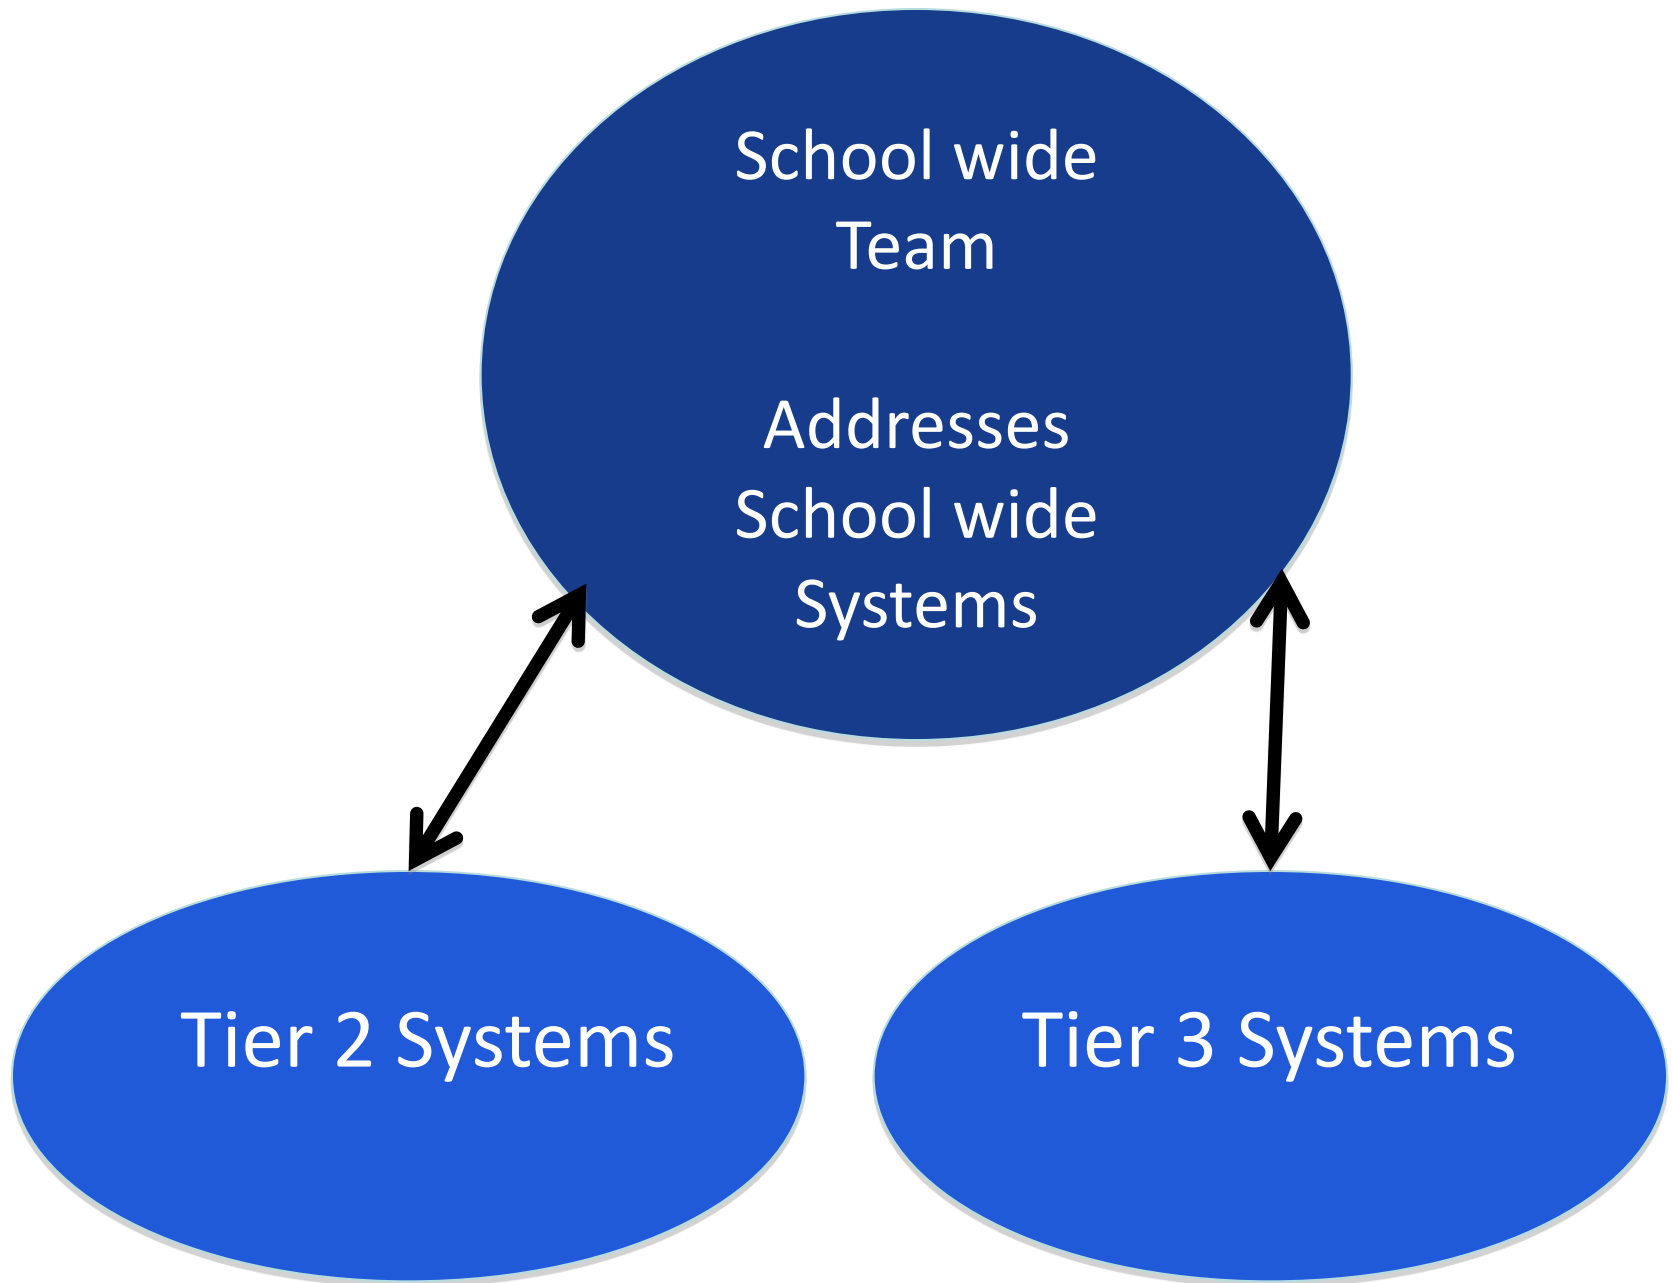 School wide
Team
Addresses
School wide
Systems
Tier 2 Systems
Tier 3 Systems